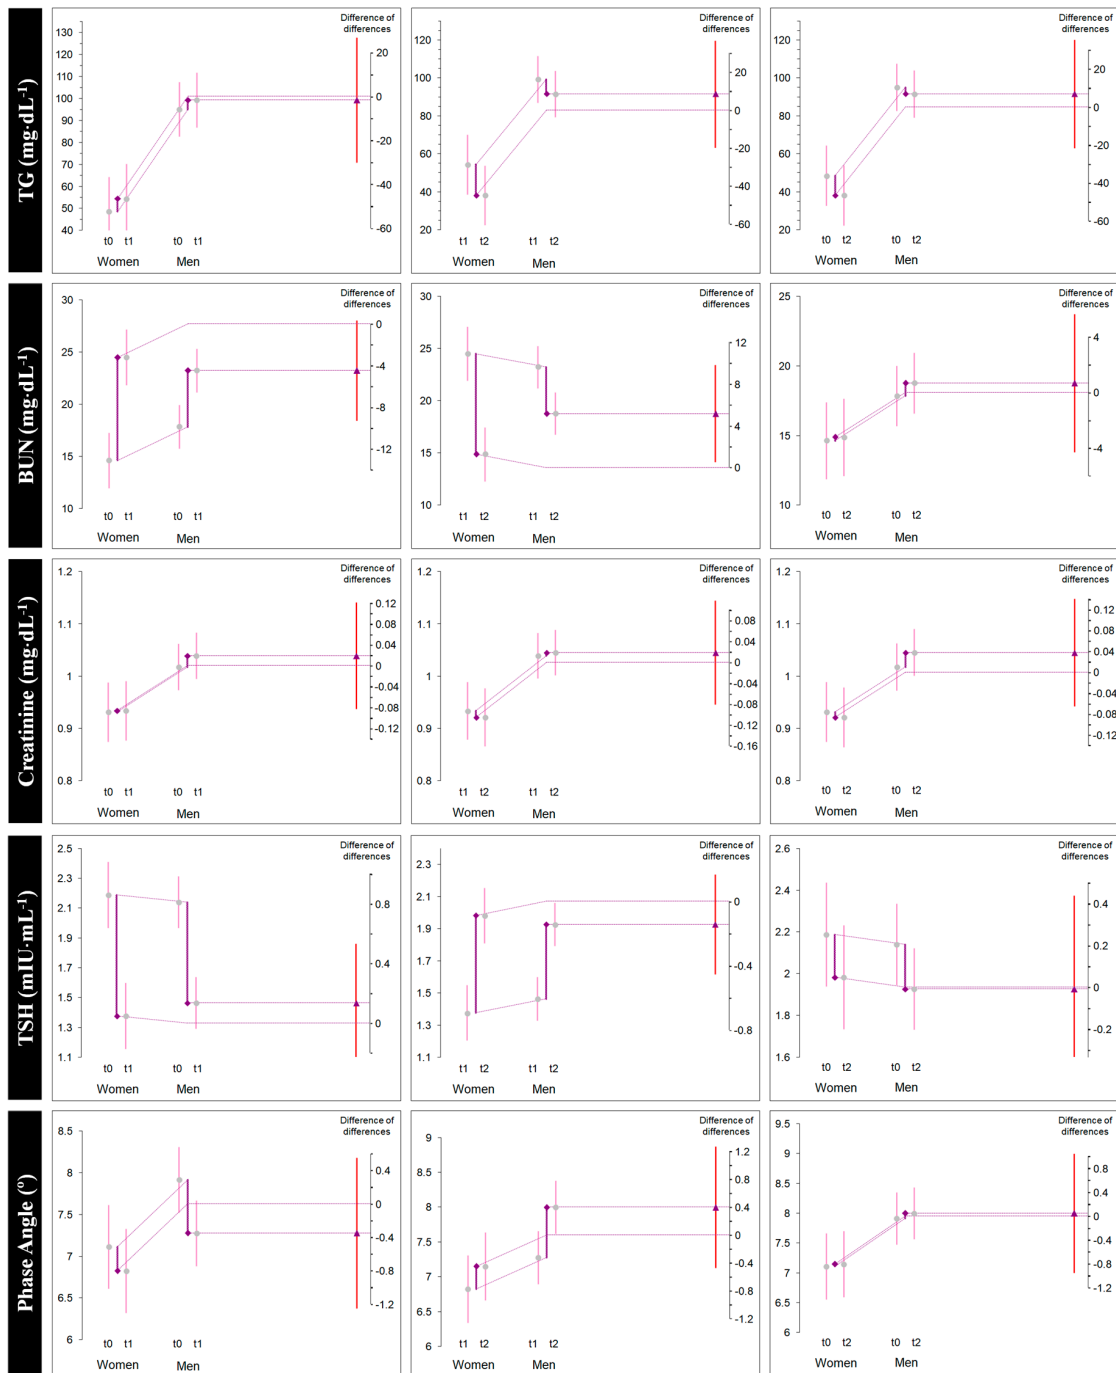 TG (mg·dL-1)
Difference of
differences
130
120
110
100
90
80
70
60
50
40
20
0
-20
-40
-60
t0 t1 t0 t1
Women Men
Difference of
differences
120
100
80
60
40
20
20
0
-20
-40
-60
t1 t2 t1 t2
Women Men
Difference of
differences
120
100
80
60
40
20
20
0
-20
-40
-60
t0 t2 t0 t2
Women Men
BUN (mg·dL-1)
Difference of
differences
30
25
20
15
10
0
-4
-8
-12
t0 t1 t0 t1
Women Men
Difference of
differences
30
25
20
15
10
12
8
4
0
t1 t2 t1 t2
Women Men
Difference of
differences
25
20
15
10
4
0
-4
t0 t2 t0 t2
Women Men
Creatinine (mg·dL-1)
Difference of
differences
1.2
1.1
1
0.9
0.8
0.12
0.08
0.04
0
-0.04
-0.08
-0.12
t0 t1 t0 t1
Women Men
Difference of
differences
1.2
1.1
1
0.9
0.8
0.08
0.04
0
-0.04
-0.08
-0.12
-0.16
t1 t2 t1 t2
Women Men
Difference of
differences
1.2
1.1
1
0.9
0.8
0.12
0.08
0.04
0
-0.04
-0.08
-0.12
t0 t2 t0 t2
Women Men
TSH (mIU·mL-1)
Difference of
differences
2.5
2.3
2.1
1.9
1.7
1.5
1.3
1.1
0.8
0.4
0
t0 t1 t0 t1
Women Men
Difference of
differences
2.3
2.1
1.9
1.7
1.5
1.3
1.1
0
-0.4
-0.8
t1 t2 t1 t2
Women Men
Difference of
differences
2.6
2.4
2.2
2
1.8
1.6
0.4
0.2
0
-0.2
t0 t2 t0 t2
Women Men
Phase Angle (º)
Difference of
differences
8.5
8
7.5
7
6.5
6
0.4
0
-0.4
-0.8
-1.2
t0 t1 t0 t1
Women Men
Difference of
differences
9
8.5
8
7.5
7
6.5
6
1.2
0.8
0.4
0
-0.4
-0.8
-1.2
t1 t2 t1 t2
Women Men
Difference of
differences
9.5
9
8.5
8
7.5
7
6.5
6
0.8
0.4
0
-0.4
-0.8
-1.2
t0 t2 t0 t2
Women Men